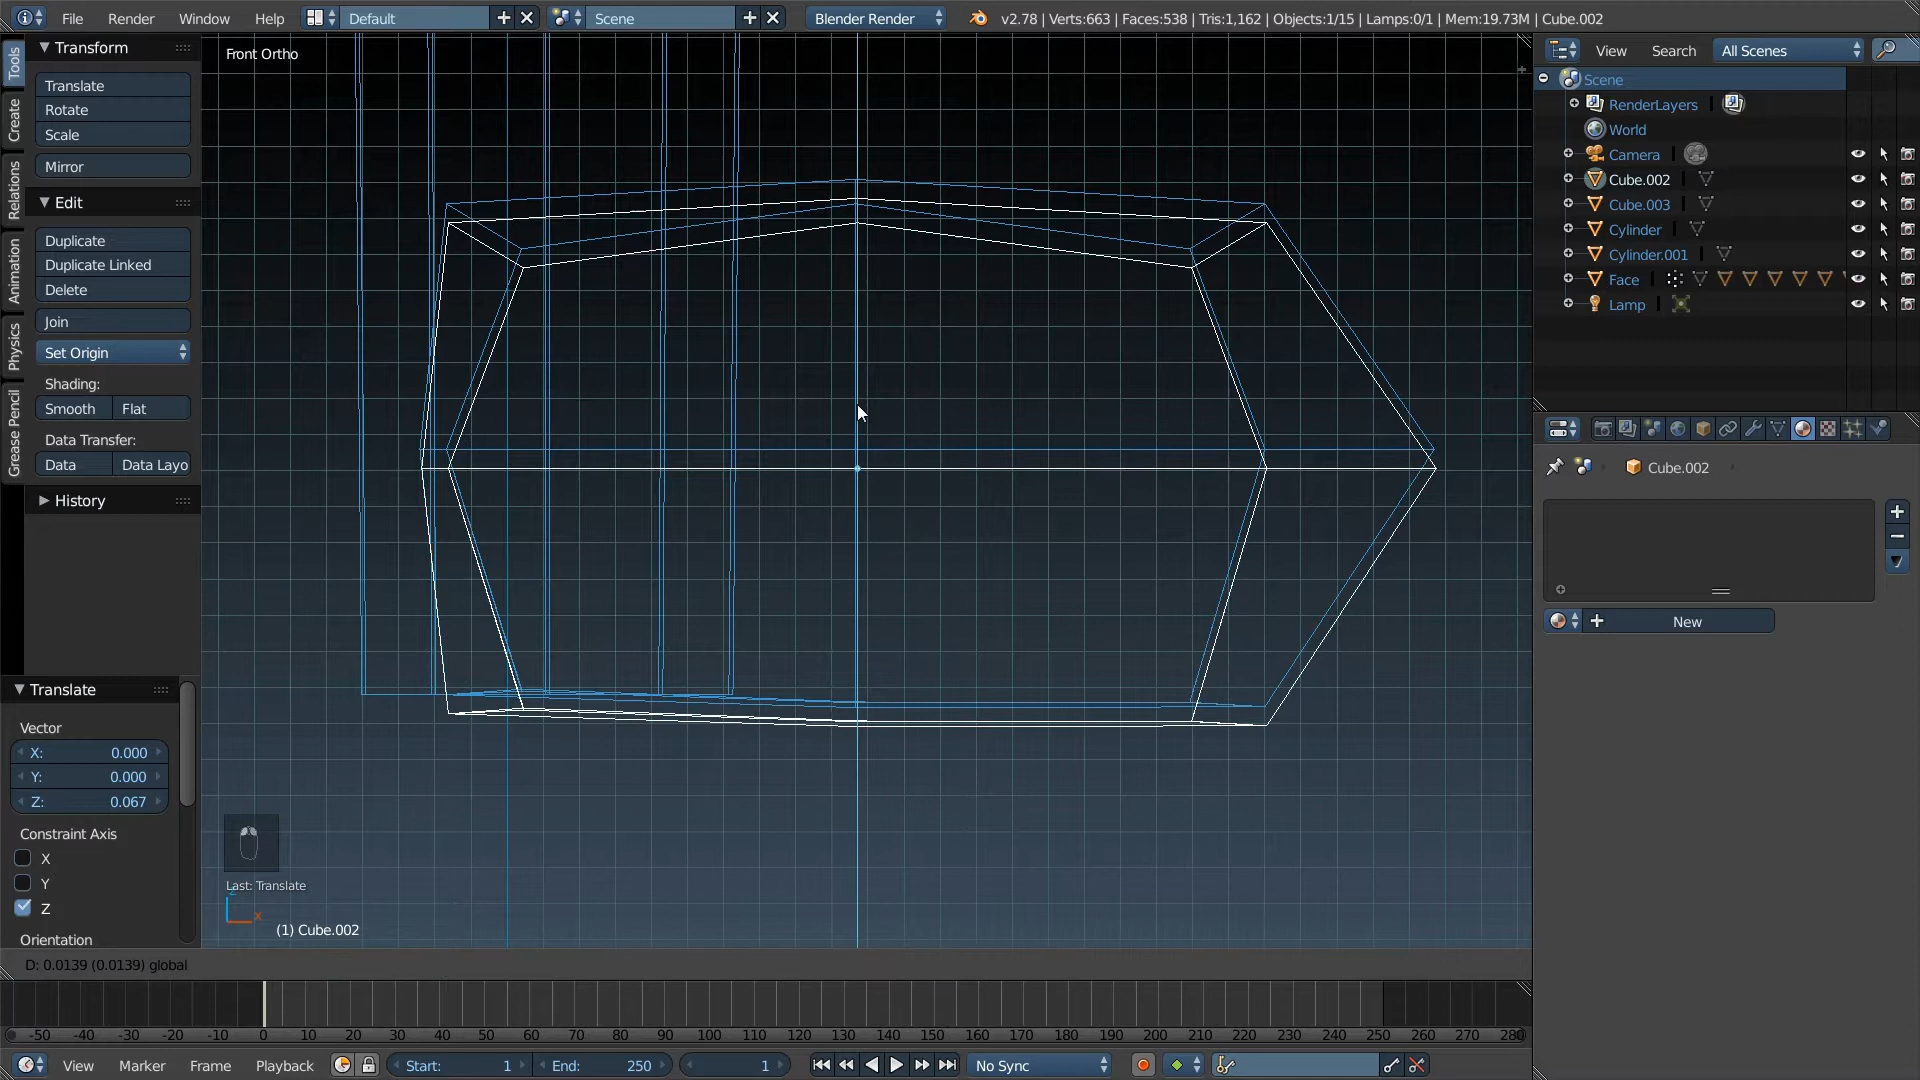 File Render Window Help Default Scene Blender Render v2.78 | Verts:663 | Faces:538 | Tris:1,162 | Objects:1/15 | Lamps:0/1 | Mem:19.73M | Cube.002
Tools
Create
Relations
Animation
Physics
Grease Pencil
Transform
Translate
Rotate
Scale
Mirror
Edit
Duplicate
Duplicate Linked
Delete
Join
Set Origin
Shading:
Smooth Flat
Data Transfer:
Data Data Layo
History
Translate
Vector
X: 0.000
Y: 0.000
Z: 0.067
Constraint Axis
X
Y
Z
Orientation
Front Ortho
Last: Translate
x
(1) Cube.002
D: 0.0139 (0.0139) global
View Search All Scenes
Scene
RenderLayers
World
Camera
Cube.002
Cube.003
Cylinder
Cylinder.001
Face
Lamp
Cube.002
New
-50 -40 -30 -20 -10 0 10 20 30 40 50 60 70 80 90 100 110 120 130 140 150 160 170 180 190 200 210 220 230 240 250 260 270 280
View Marker Frame Playback Start: 1 End: 250 1 No Sync